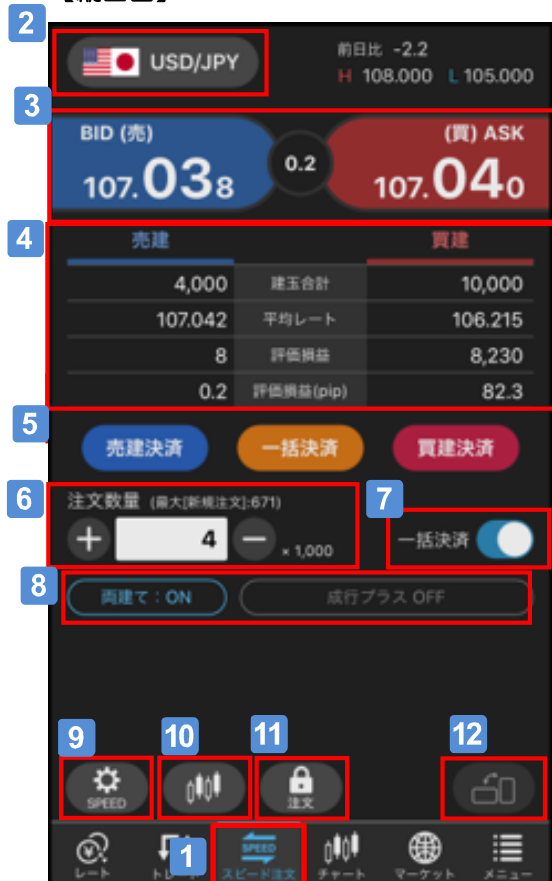 2
USD/JPY
前日比 -2.2
H 108.000 L 105.000
3
BID (売)
(買) ASK
107.038
0.2
107.040
4
売建
買建
4,000 建玉合計 10,000
107.042 平均レート 106.215
8 評価損益 8,230
0.2 評価損益(pip) 82.3
5
売建決済
一括決済
買建決済
6
注文数量 (最大[新規注文]:671)
7
+ 4 − × 1,000
一括決済
8
両建て：ON
成行プラス OFF
9
10
11
12
SPEED
注文
1
SPEED
レート
スピード注文
チャート
マーケット
メニュー